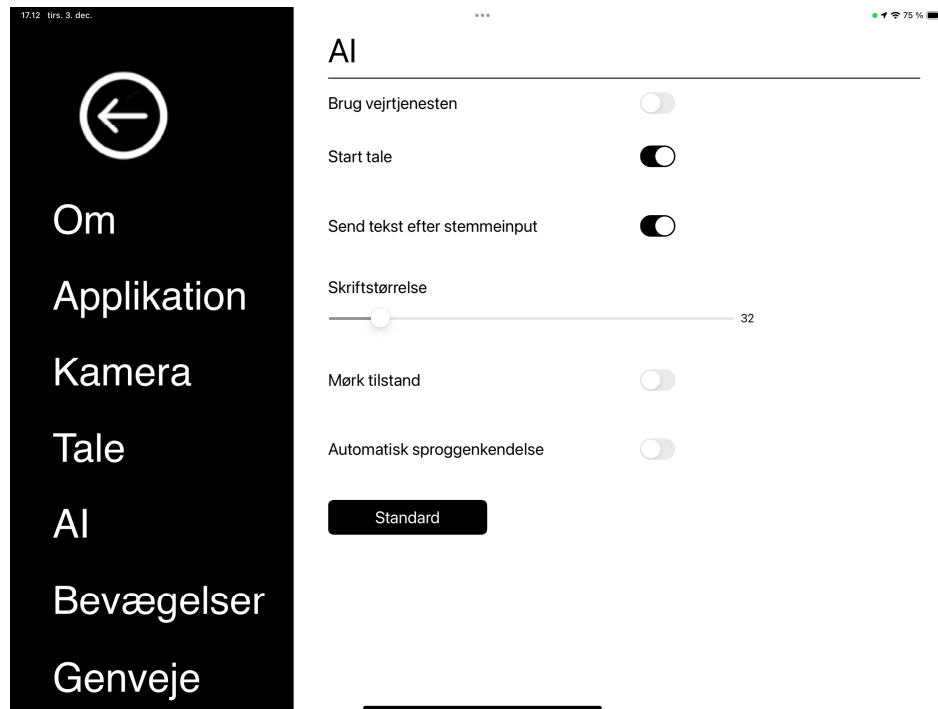 17.12 tirs. 3. dec.
75 %
Om
Applikation
Kamera
Tale
AI
Bevægelser
Genveje
AI
Brug vejrtjenesten
Start tale
Send tekst efter stemmeinput
Skriftstørrelse
32
Mørk tilstand
Automatisk sproggenkendelse
Standard